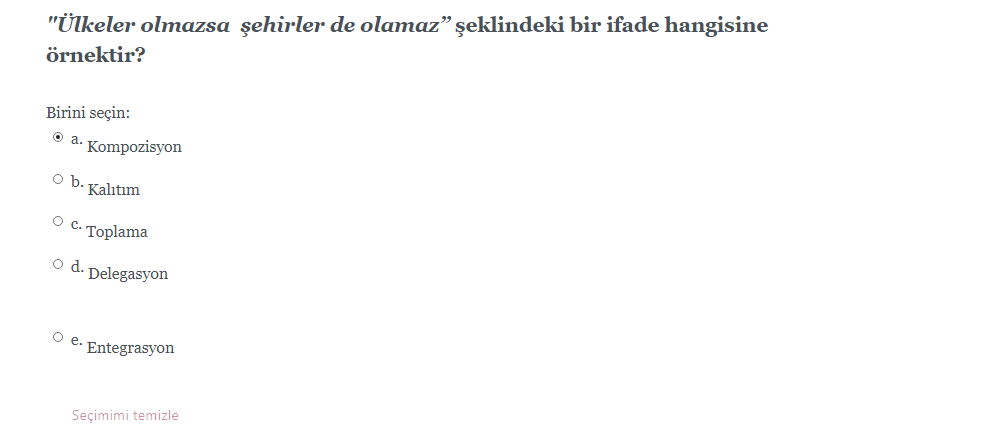 "Ülkeler olmazsa  şehirler de olamaz” şeklindeki bir ifade hangisine
örnektir?
Birini seçin:
a. Kompozisyon
b. Kalıtım
c. Toplama
d. Delegasyon
e. Entegrasyon
Seçimimi temizle